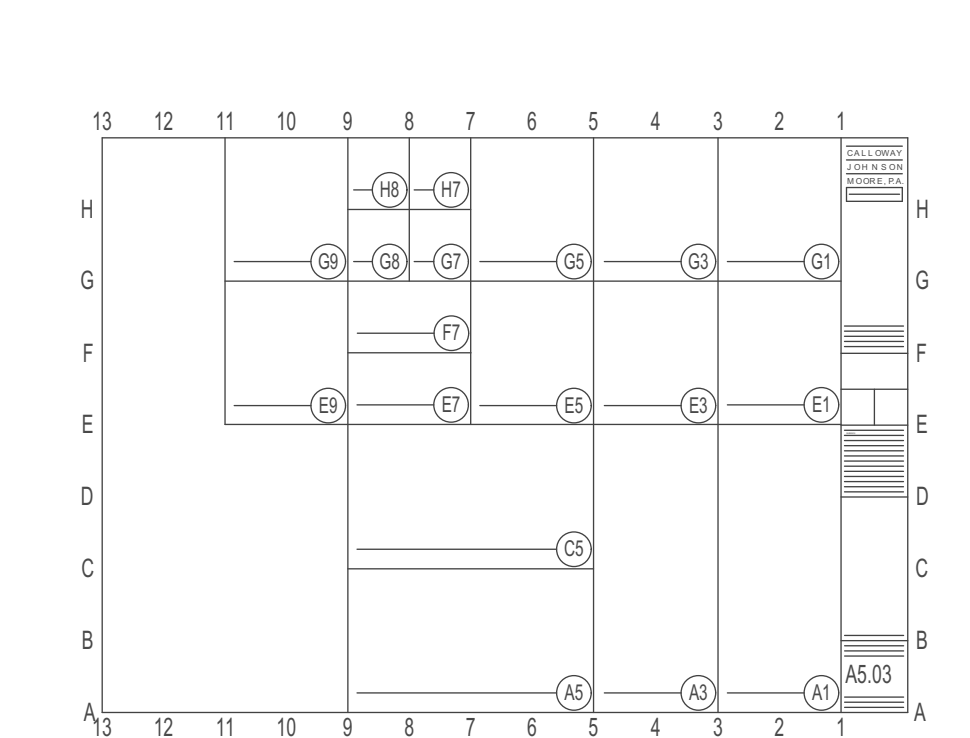 13 12 11 10 9 8 7 6 5 4 3 2 1
CALLOWAY
JOHNSON
MOORE, P.A.
H8 H7
H H
G9 G8 G7 G5 G3 G1
G G
F7
F F
E9 E7 E5 E3 E1
E E
D D
C5
C C
B B
A5.03
A5 A3 A1
A A
13 12 11 10 9 8 7 6 5 4 3 2 1